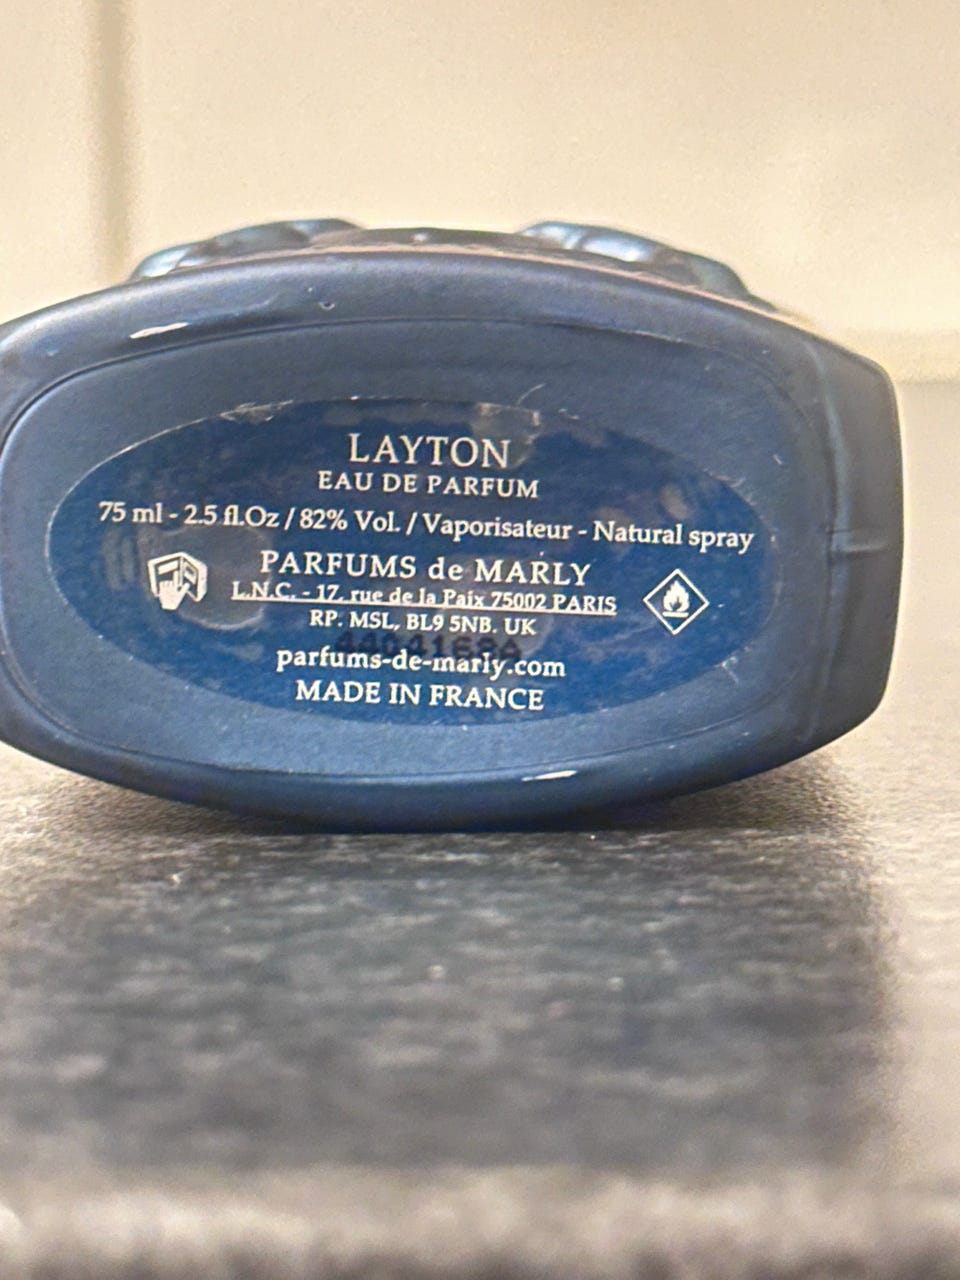 LAYTON
EAU DE PARFUM
75 ml - 2.5 fl.Oz / 82% Vol. / Vaporisateur - Natural spray
PARFUMS de MARLY
L.N.C. - 17, rue de la Paix 75002 PARIS
RP. MSL, BL9 5NB. UK
parfums-de-marly.com
MADE IN FRANCE